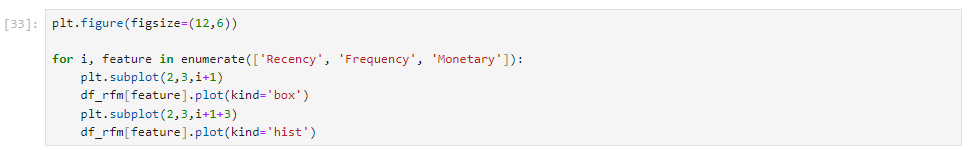 [33]: plt.figure(figsize=(12,6))
for i, feature in enumerate(['Recency', 'Frequency', 'Monetary']):
    plt.subplot(2,3,i+1)
    df_rfm[feature].plot(kind='box')
    plt.subplot(2,3,i+1+3)
    df_rfm[feature].plot(kind='hist')